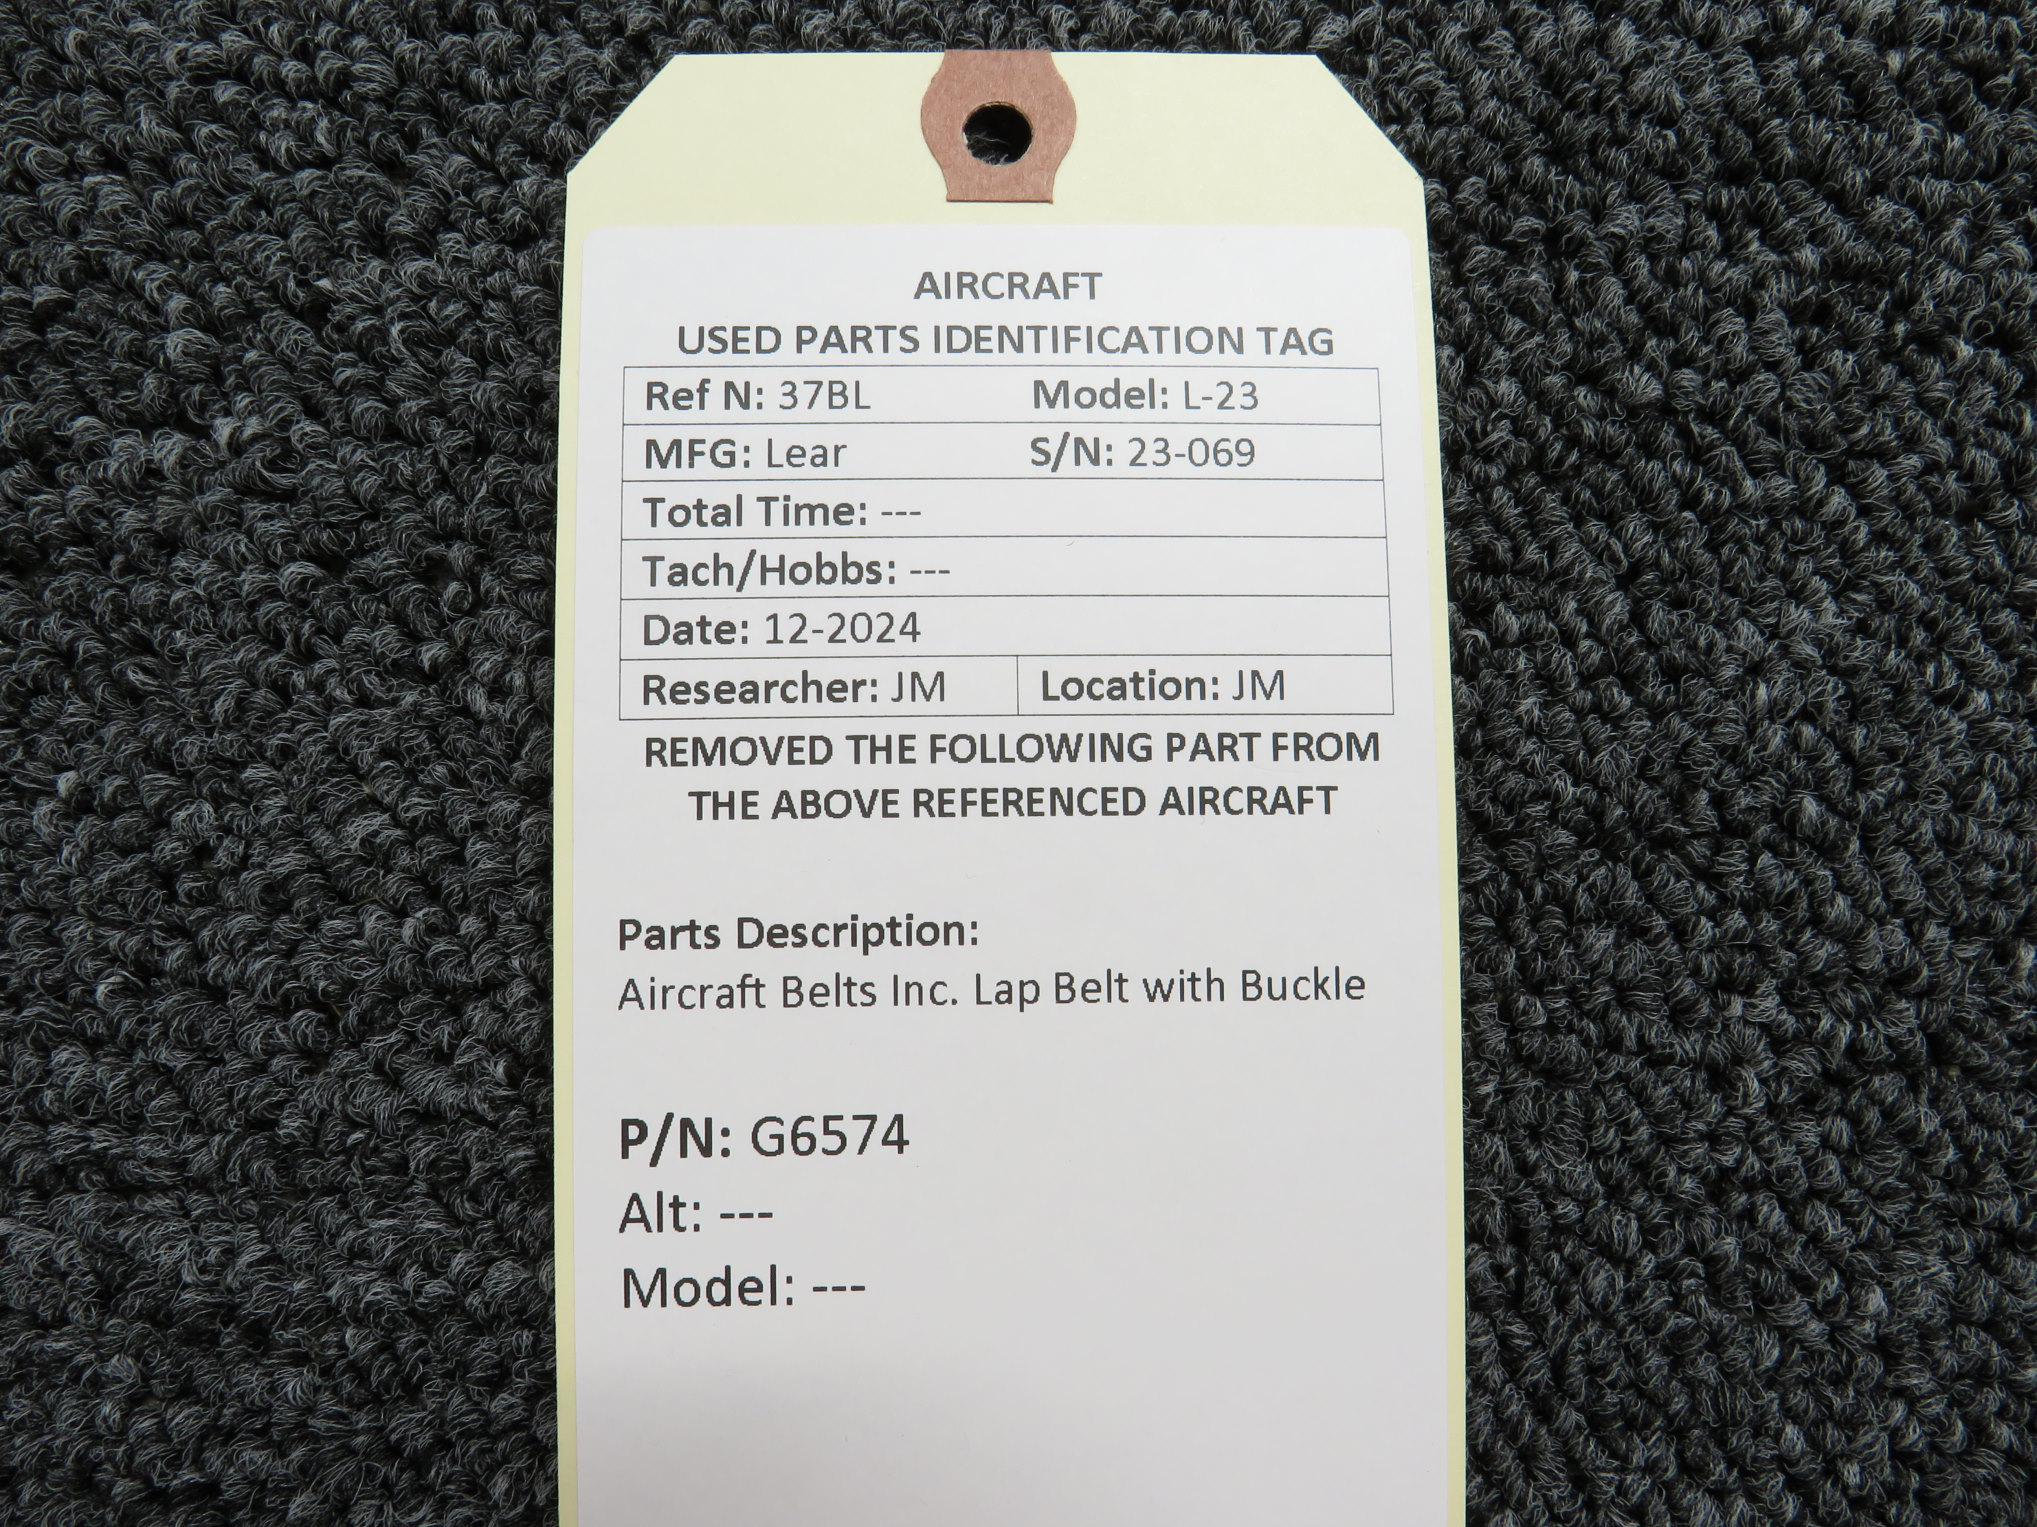 AIRCRAFT
USED PARTS IDENTIFICATION TAG
Ref N: 37BL Model: L-23
MFG: Lear S/N: 23-069
Total Time: ---
Tach/Hobbs: ---
Date: 12-2024
Researcher: JM Location: JM
REMOVED THE FOLLOWING PART FROM
THE ABOVE REFERENCED AIRCRAFT
Parts Description:
Aircraft Belts Inc. Lap Belt with Buckle
P/N: G6574
Alt: ---
Model: ---